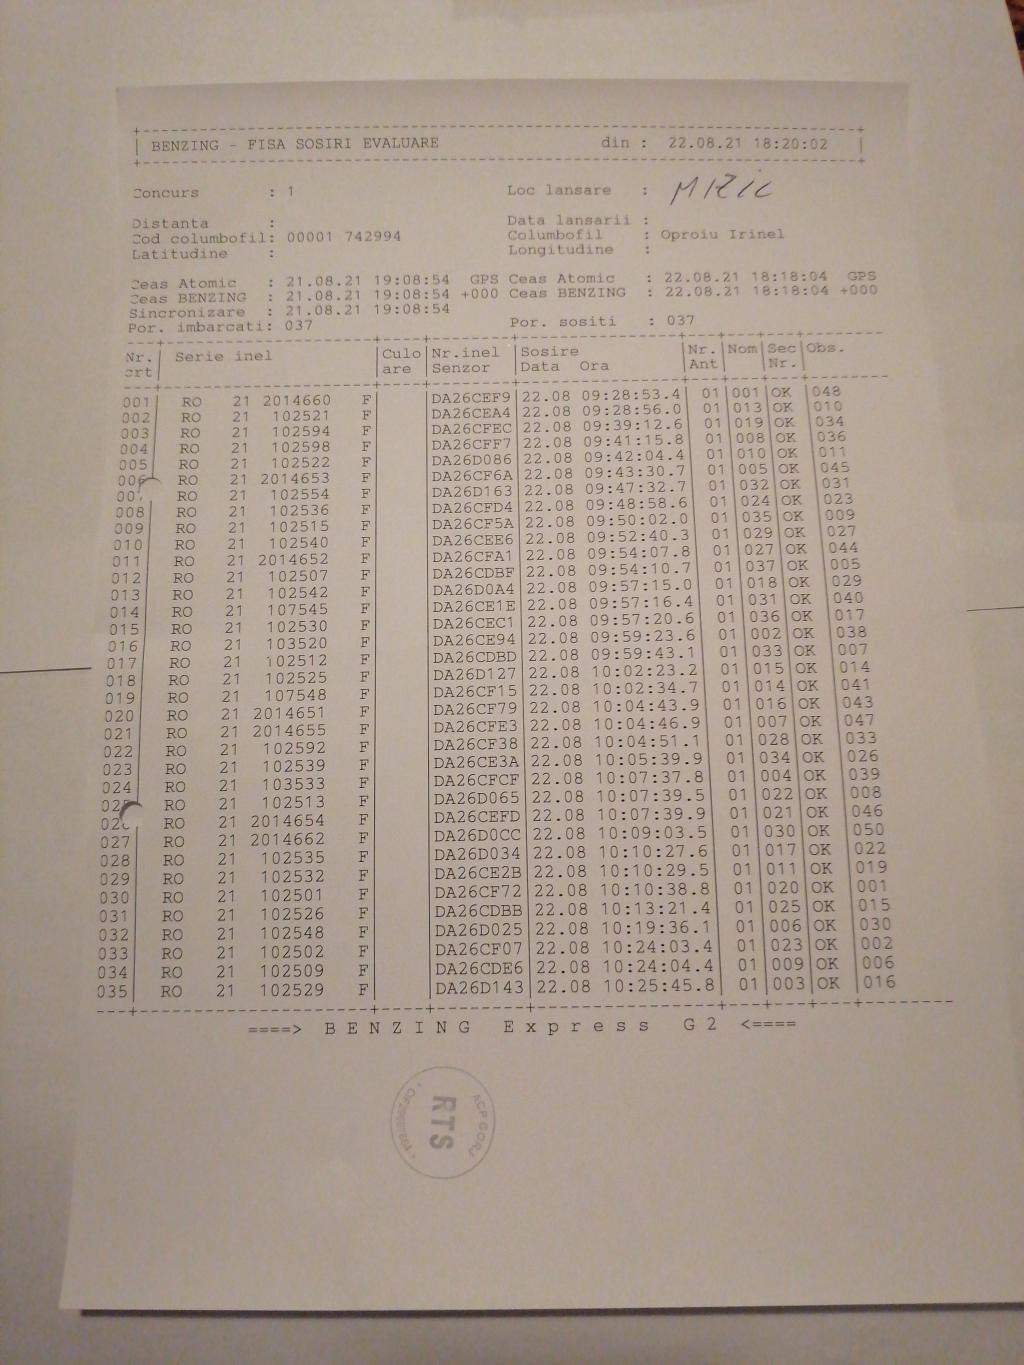 BENZING - FISA SOSIRI EVALUARE din : 22.08.21 18:20:02
Concurs : 1 Loc lansare : MIZIL
Distanta : Data lansarii :
Cod columbofil: 00001 742994 Columbofil : Oproiu Irinel
Latitudine : Longitudine :
Ceas Atomic : 21.08.21 19:08:54 GPS Ceas Atomic : 22.08.21 18:18:04 GPS
Ceas BENZING : 21.08.21 19:08:54 +000 Ceas BENZING : 22.08.21 18:18:04 +000
Sincronizare : 21.08.21 19:08:54
Por. imbarcati: 037 Por. sositi : 037
Nr. Serie inel Culo Nr.inel Sosire Nr. Nom Sec Obs.
crt are Senzor Data Ora Ant Nr.
001 RO 21 2014660 F DA26CEF9 22.08 09:28:53.4 01 001 OK 048
002 RO 21 102521 F DA26CEA4 22.08 09:28:56.0 01 013 OK 010
003 RO 21 102594 F DA26CFEC 22.08 09:39:12.6 01 019 OK 034
004 RO 21 102598 F DA26CFF7 22.08 09:41:15.8 01 008 OK 036
005 RO 21 102522 F DA26D086 22.08 09:42:04.4 01 010 OK 011
006 RO 21 2014653 F DA26CF6A 22.08 09:43:30.7 01 005 OK 045
00 RO 21 102554 F DA26D163 22.08 09:47:32.7 01 032 OK 031
008 RO 21 102536 F DA26CFD4 22.08 09:48:58.6 01 024 OK 023
009 RO 21 102515 F DA26CF5A 22.08 09:50:02.0 01 035 OK 009
010 RO 21 102540 F DA26CEE6 22.08 09:52:40.3 01 029 OK 027
011 RO 21 2014652 F DA26CFA1 22.08 09:54:07.8 01 027 OK 044
012 RO 21 102507 F DA26CDBF 22.08 09:54:10.7 01 037 OK 005
013 RO 21 102542 F DA26D0A4 22.08 09:57:15.0 01 018 OK 029
014 RO 21 107545 F DA26CE1E 22.08 09:57:16.4 01 031 OK 040
015 RO 21 102530 F DA26CEC1 22.08 09:57:20.6 01 036 OK 017
016 RO 21 103520 F DA26CE94 22.08 09:59:23.6 01 002 OK 038
017 RO 21 102512 F DA26CDBD 22.08 09:59:43.1 01 033 OK 007
018 RO 21 102525 F DA26D127 22.08 10:02:23.2 01 015 OK 014
019 RO 21 107548 F DA26CF15 22.08 10:02:34.7 01 014 OK 041
020 RO 21 2014651 F DA26CF79 22.08 10:04:43.9 01 016 OK 043
021 RO 21 2014655 F DA26CFE3 22.08 10:04:46.9 01 007 OK 047
022 RO 21 102592 F DA26CF38 22.08 10:04:51.1 01 028 OK 033
023 RO 21 102539 F DA26CE3A 22.08 10:05:39.9 01 034 OK 026
024 RO 21 103533 F DA26CFCF 22.08 10:07:37.8 01 004 OK 039
025 RO 21 102513 F DA26D065 22.08 10:07:39.5 01 022 OK 008
026 RO 21 2014654 F DA26CEFD 22.08 10:07:39.9 01 021 OK 046
027 RO 21 2014662 F DA26D0CC 22.08 10:09:03.5 01 030 OK 050
028 RO 21 102535 F DA26D034 22.08 10:10:27.6 01 017 OK 022
029 RO 21 102532 F DA26CE2B 22.08 10:10:29.5 01 011 OK 019
030 RO 21 102501 F DA26CF72 22.08 10:10:38.8 01 020 OK 001
031 RO 21 102526 F DA26CDBB 22.08 10:13:21.4 01 025 OK 015
032 RO 21 102548 F DA26D025 22.08 10:19:36.1 01 006 OK 030
033 RO 21 102502 F DA26CF07 22.08 10:24:03.4 01 023 OK 002
034 RO 21 102509 F DA26CDE6 22.08 10:24:04.4 01 009 OK 006
035 RO 21 102529 F DA26D143 22.08 10:25:45.8 01 003 OK 016
====> BENZING Express G2 <====
ACP GORJ
RTS